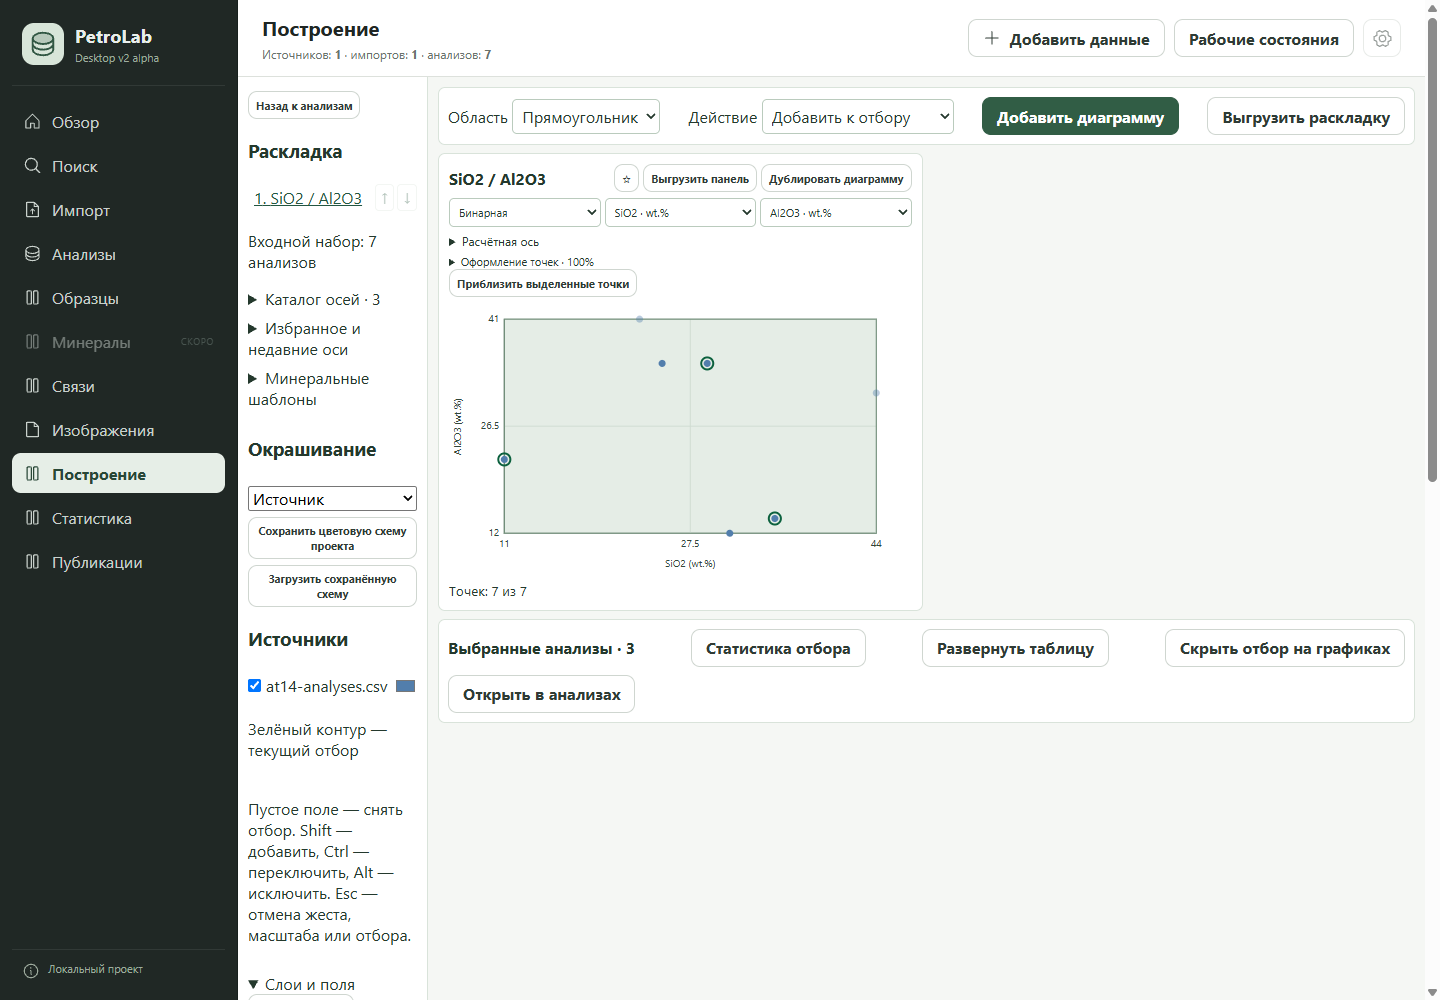 PetroLab
Desktop v2 alpha
Обзор
Поиск
Импорт
Анализы
Образцы
Минералы СКОРО
Связи
Изображения
Построение
Статистика
Публикации
Локальный проект
Построение
Источников: 1 · импортов: 1 · анализов: 7
Добавить данные
Рабочие состояния
Назад к анализам
Раскладка
1. SiO2 / Al2O3 ↑ ↓
Входной набор: 7
анализов
Каталог осей · 3
Избранное и
недавние оси
Минеральные
шаблоны
Окрашивание
Источник
Сохранить цветовую схему
проекта
Загрузить сохранённую
схему
Источники
at14-analyses.csv
Зелёный контур —
текущий отбор
Пустое поле — снять
отбор. Shift —
добавить, Ctrl —
переключить, Alt —
исключить. Esc —
отмена жеста,
масштаба или отбора.
Слои и поля
Область Прямоугольник Действие Добавить к отбору Добавить диаграмму Выгрузить раскладку
SiO2 / Al2O3 ☆ Выгрузить панель Дублировать диаграмму
Бинарная SiO2 · wt.% Al2O3 · wt.%
Расчётная ось
Оформление точек · 100%
Приблизить выделенные точки
41
26.5
12
Al2O3 (wt.%)
11 27.5 44
SiO2 (wt.%)
Точек: 7 из 7
Выбранные анализы · 3 Статистика отбора Развернуть таблицу Скрыть отбор на графиках
Открыть в анализах